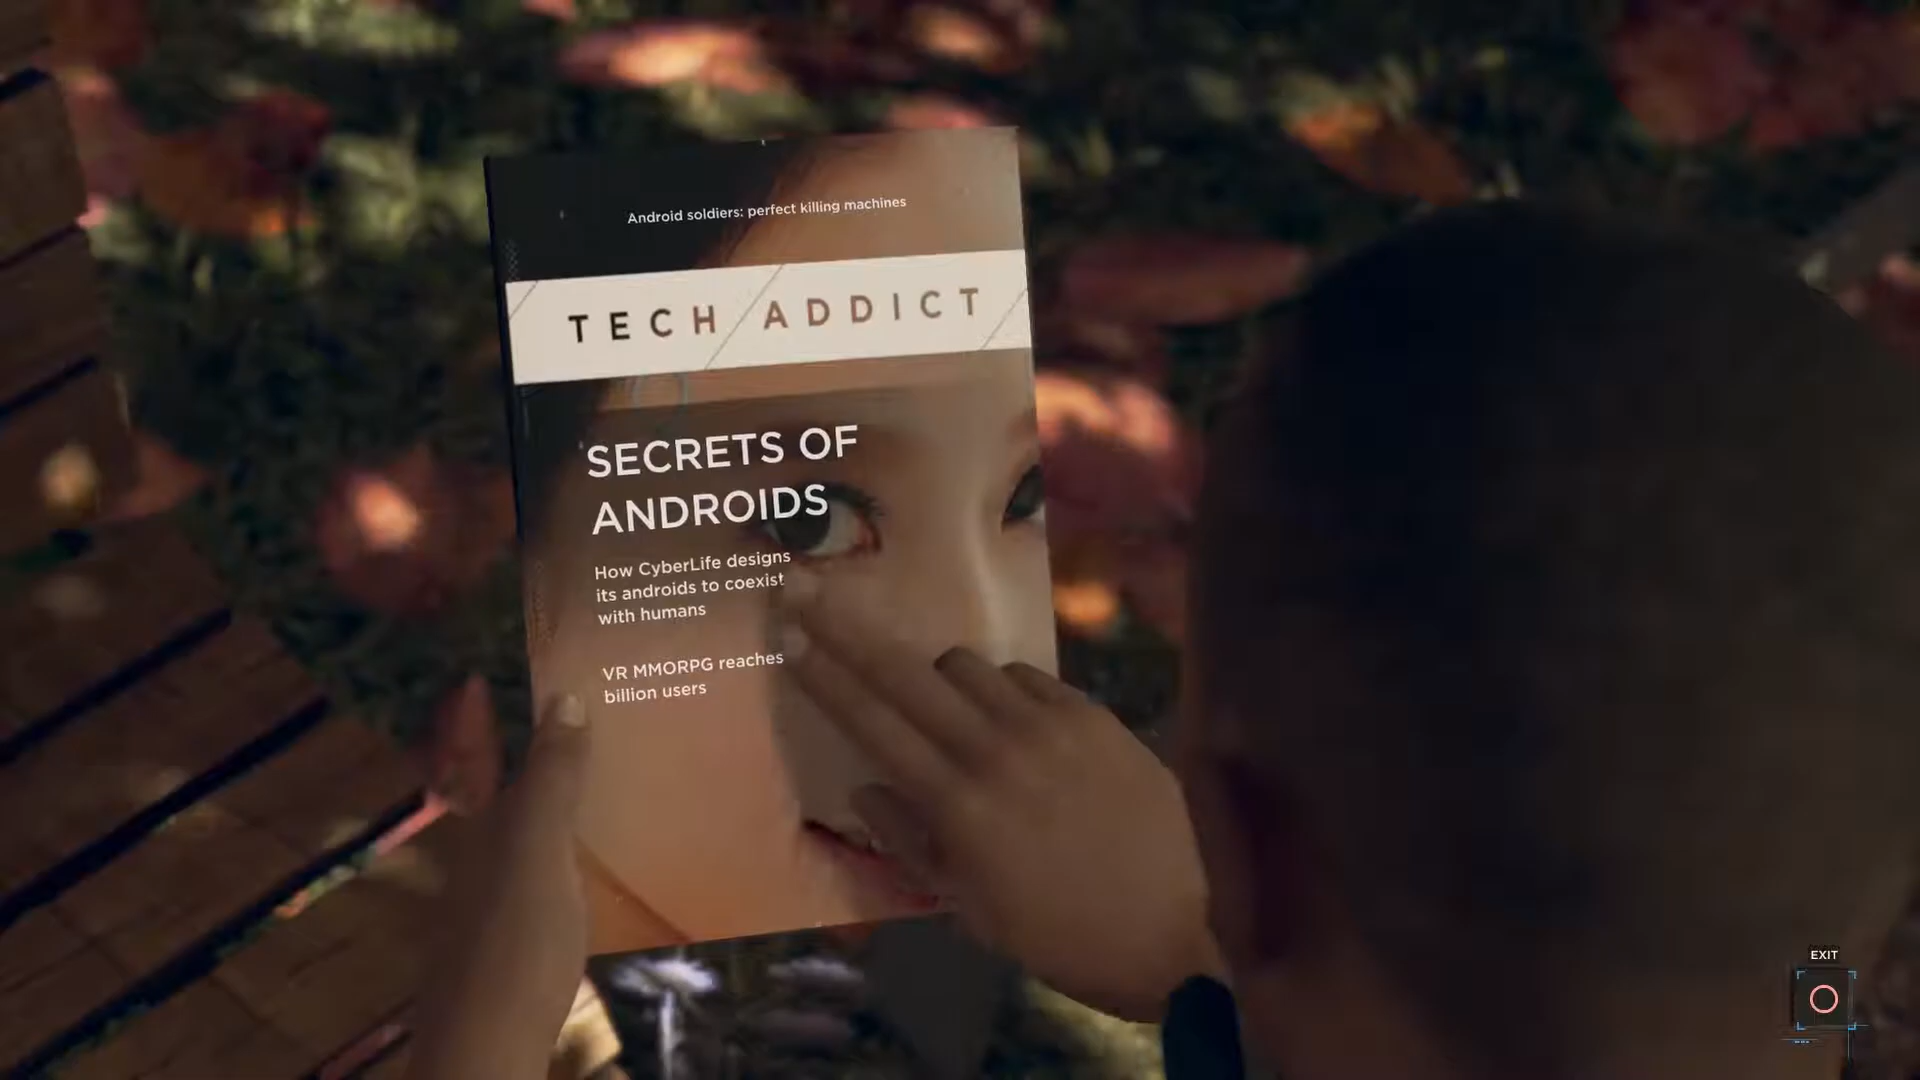 Android soldiers: perfect killing machines
TECH ADDICT
SECRETS OF
ANDROIDS
How CyberLife designs
its androids to coexist
with humans
VR MMORPG reaches
billion users
EXIT